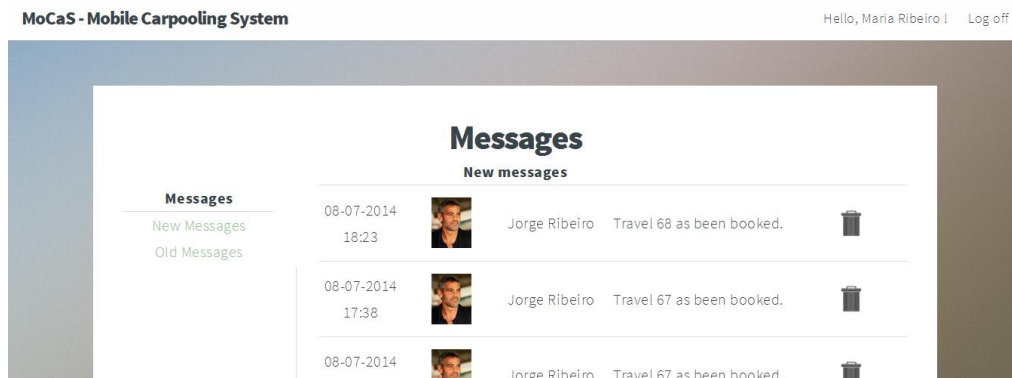 MoCaS - Mobile Carpooling System
Hello, Maria Ribeiro !
Log off
Messages
New messages
Messages
New Messages
Old Messages
08-07-2014
18:23
Jorge Ribeiro
Travel 68 as been booked.
08-07-2014
17:38
Jorge Ribeiro
Travel 67 as been booked.
08-07-2014
Jorge Ribeiro
Travel 67 as been booked.